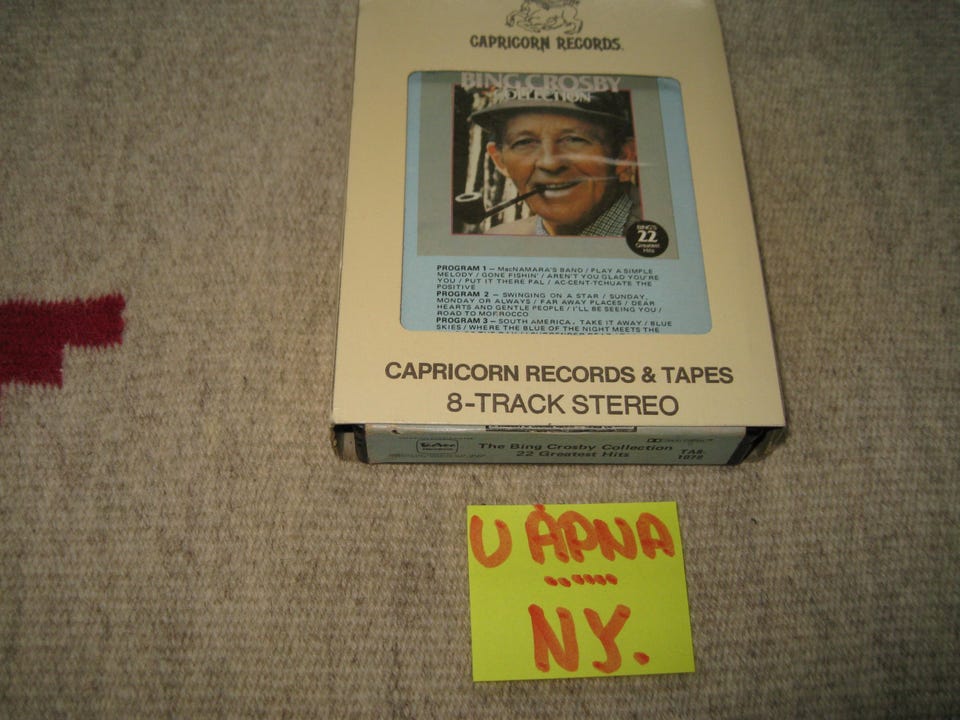 CAPRICORN RECORDS.
BING CROSBY
COLLECTION
BING'S
22
Greatest
Hits
PROGRAM 1 — MacNAMARA'S BAND / PLAY A SIMPLE
MELODY / GONE FISHIN' / AREN'T YOU GLAD YOU'RE
YOU / PUT IT THERE PAL / AC-CENT-TCHUATE THE
POSITIVE
PROGRAM 2 — SWINGING ON A STAR / SUNDAY,
MONDAY OR ALWAYS / FAR AWAY PLACES / DEAR
HEARTS AND GENTLE PEOPLE / I'LL BE SEEING YOU /
ROAD TO MOROCCO
PROGRAM 3 — SOUTH AMERICA, TAKE IT AWAY / BLUE
SKIES / WHERE THE BLUE OF THE NIGHT MEETS THE
CAPRICORN RECORDS & TAPES
8-TRACK STEREO
The Bing Crosby Collection
22 Greatest Hits
TA8-
1078
UÅPNA
NY.